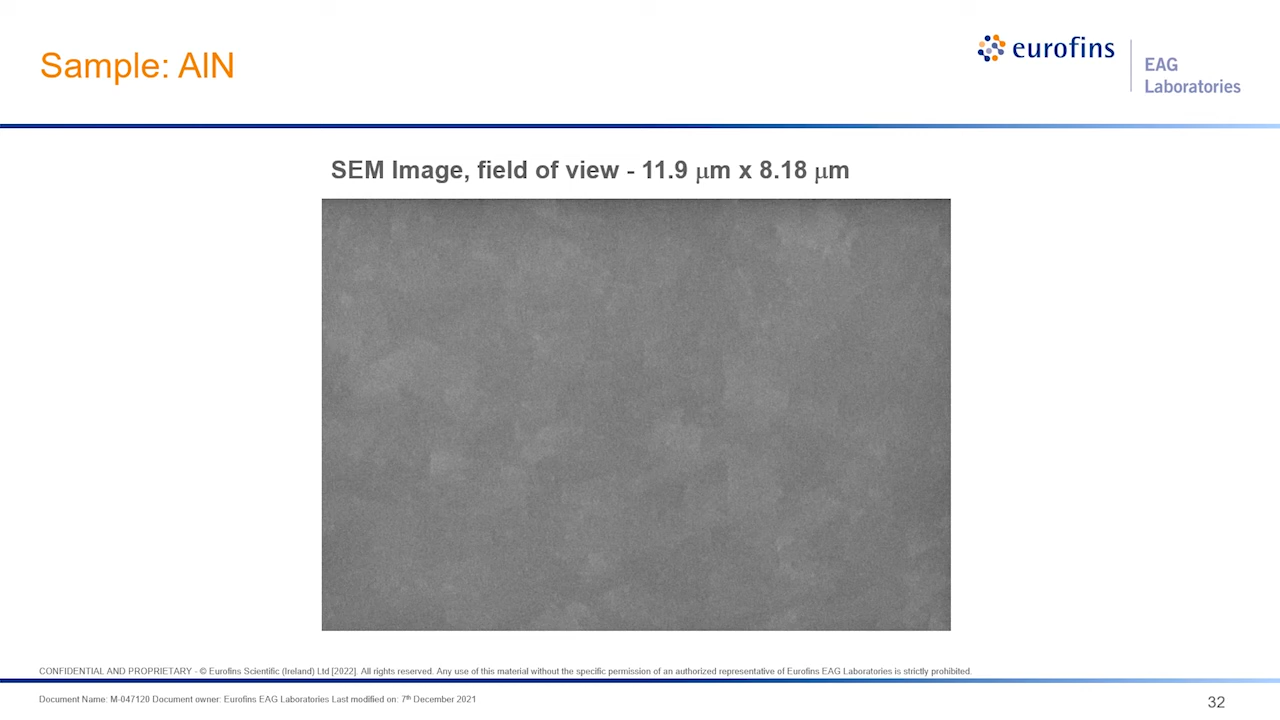 Sample: AlN
eurofins
EAG
Laboratories
SEM Image, field of view - 11.9 μm x 8.18 μm
CONFIDENTIAL AND PROPRIETARY - © Eurofins Scientific (Ireland) Ltd [2022]. All rights reserved. Any use of this material without the specific permission of an authorized representative of Eurofins EAG Laboratories is strictly prohibited.
Document Name: M-047120 Document owner: Eurofins EAG Laboratories Last modified on: 7th December 2021
32